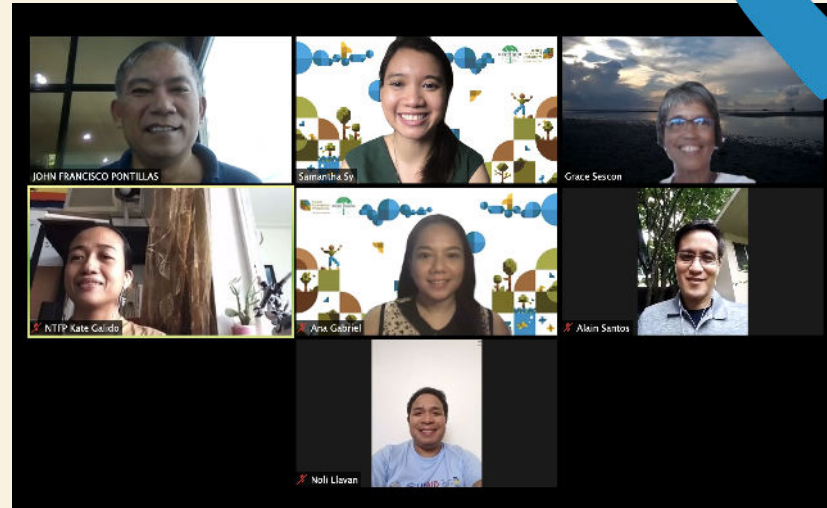 JOHN FRANCISCO PONTILLAS
Samantha Sy
Grace Sescon
NTFP Kate Galido
Ana Gabriel
Alain Santos
Noli Llavan